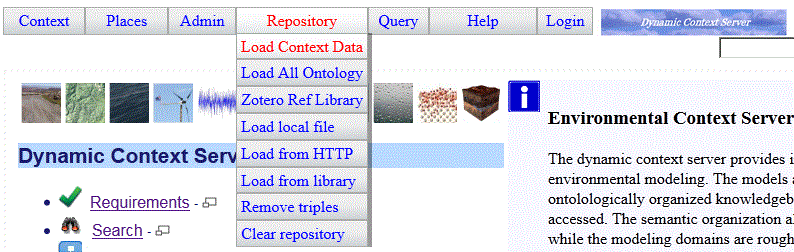 Context Places Admin Repository Query Help Login Dynamic Context Server
Load Context Data
Load All Ontology
Zotero Ref Library
Load local file
Load from HTTP
Load from library
Remove triples
Clear repository
Dynamic Context Serv
Requirements -
Search -
i
Environmental Context Server
The dynamic context server provides
environmental modeling. The models
ontolologically organized knowledgeb
accessed. The semantic organization
while the modeling domains are rough